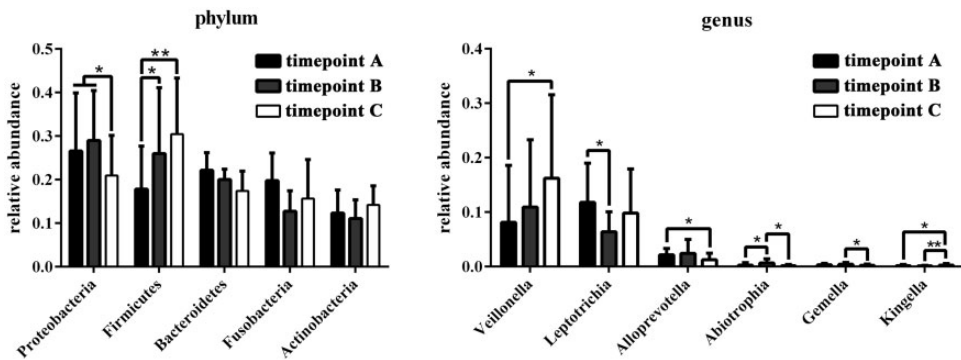 phylum
relative abundance
0.5
0.4
0.3
0.2
0.1
0.0
timepoint A
timepoint B
timepoint C
*
*
**
Proteobacteria
Firmicutes
Bacteroidetes
Fusobacteria
Actinobacteria
genus
relative abundance
0.4
0.3
0.2
0.1
0.0
timepoint A
timepoint B
timepoint C
*
*
*
*
*
*
*
**
Veillonella
Leptotrichia
Alloprevotella
Abiotrophia
Gemella
Kingella